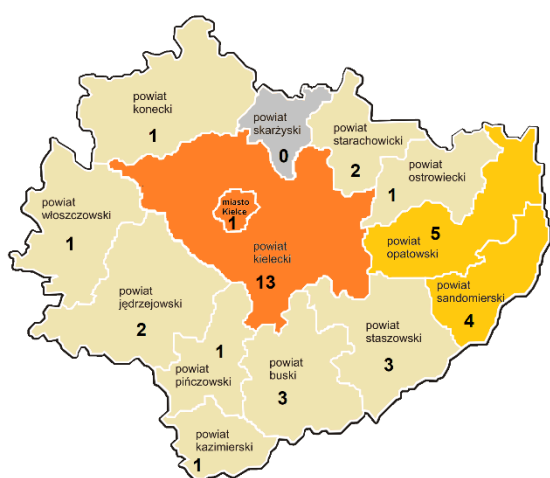 powiat
konecki
1
powiat
skarżyski
0
powiat
starachowicki
2
powiat
ostrowiecki
1
powiat
włoszczowski
1
miasto
Kielce
1
powiat
kielecki
13
5
powiat
opatowski
powiat
sandomierski
4
powiat
jędrzejowski
2
1
powiat
pińczowski
powiat
buski
3
powiat
staszowski
3
powiat
kazimierski
1